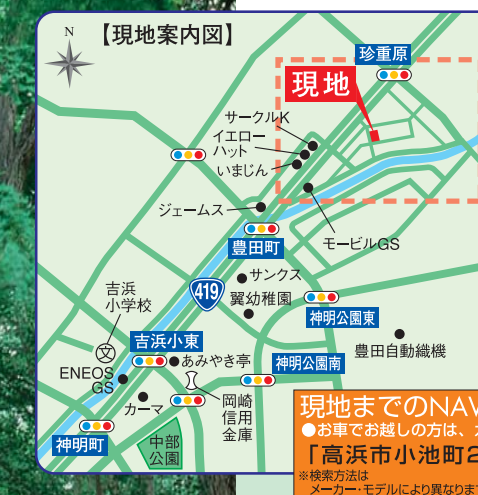 N
【現地案内図】
珍重原
現地
サークルK
イエロー
ハット
いまじん
ジェームス
モービルGS
豊田町
サンクス
419
翼幼稚園
神明公園東
吉浜
小学校
文
吉浜小東
あみやき亭
豊田自動織機
神明公園南
ENEOS
GS
カーマ
岡崎
信用
金庫
神明町
中部
公園
現地までのNAV
●お車でお越しの方は、
「高浜市小池町2
※検索方法は
メーカー・モデルにより異なりま